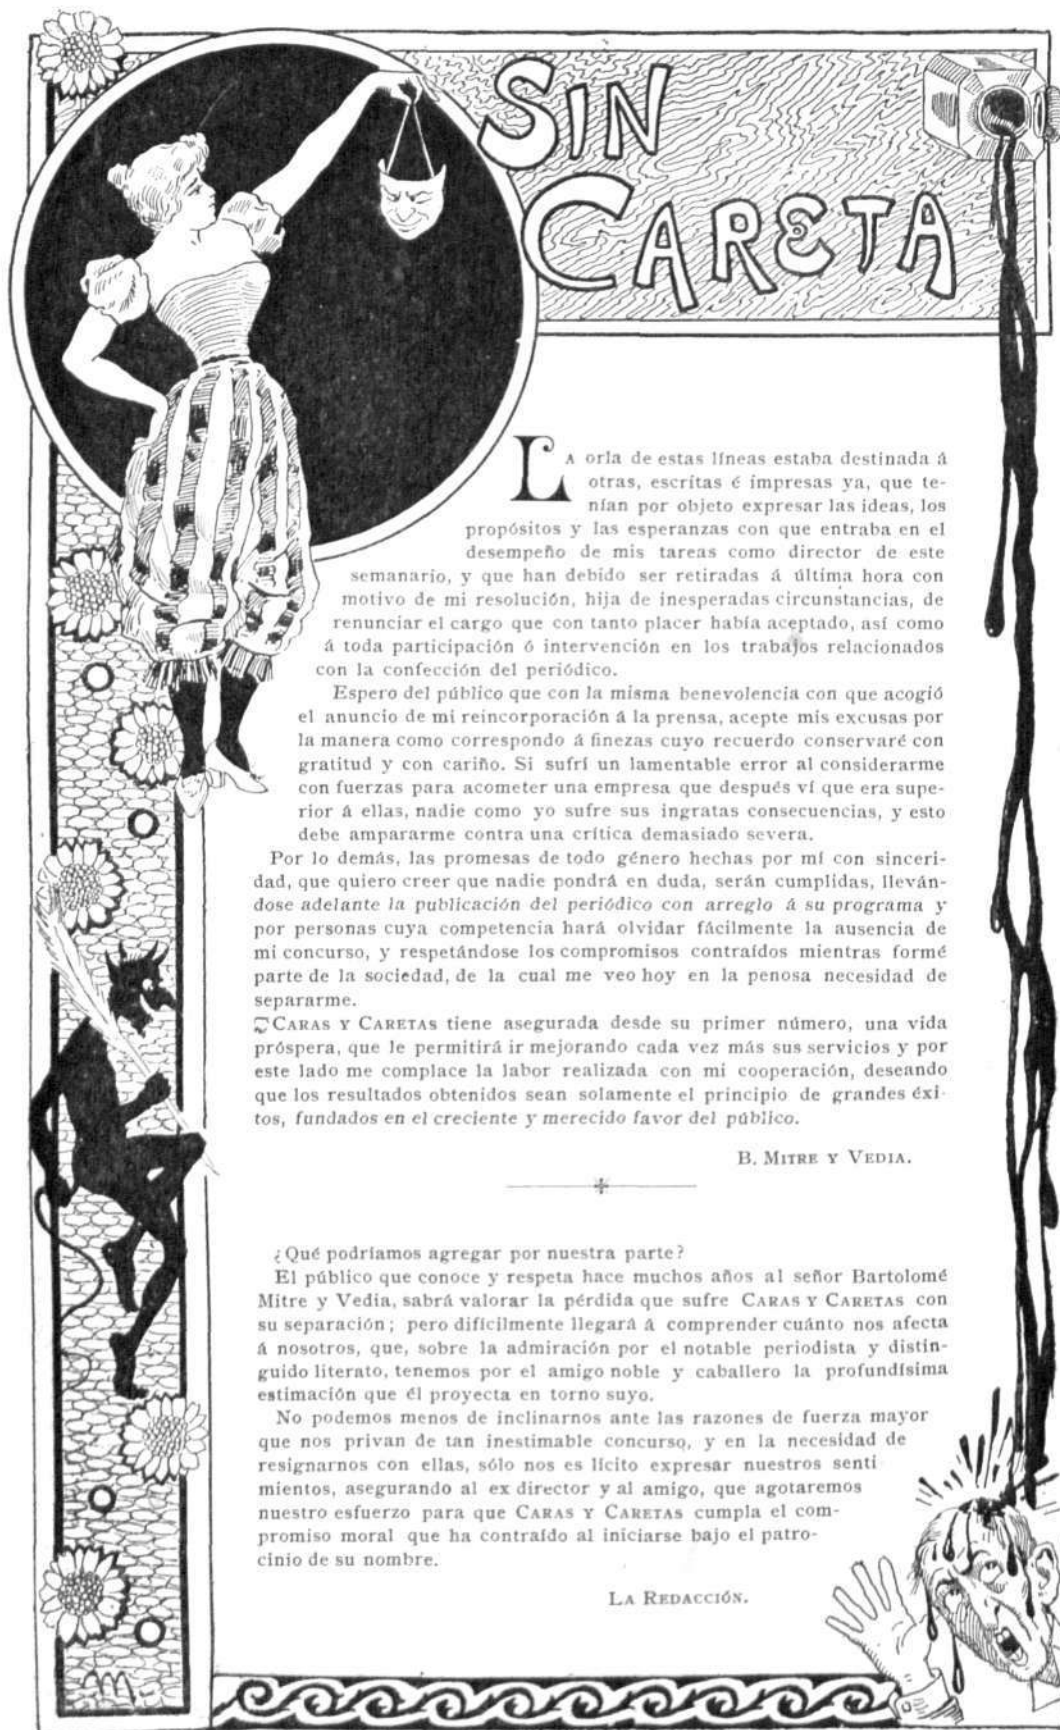 SIN
CARETA
LA orla de estas líneas estaba destinada á
otras, escritas é impresas ya, que te-
nían por objeto expresar las ideas, los
propósitos y las esperanzas con que entraba en el
desempeño de mis tareas como director de este
semanario, y que han debido ser retiradas á última hora con
motivo de mi resolución, hija de inesperadas circunstancias, de
renunciar el cargo que con tanto placer había aceptado, así como
á toda participación ó intervención en los trabajos relacionados
con la confección del periódico.
Espero del público que con la misma benevolencia con que acogió
el anuncio de mi reincorporación á la prensa, acepte mis excusas por
la manera como correspondo á finezas cuyo recuerdo conservaré con
gratitud y con cariño. Si sufrí un lamentable error al considerarme
con fuerzas para acometer una empresa que después ví que era supe-
rior á ellas, nadie como yo sufre sus ingratas consecuencias, y esto
debe ampararme contra una crítica demasiado severa.
Por lo demás, las promesas de todo género hechas por mí con sinceri-
dad, que quiero creer que nadie pondrá en duda, serán cumplidas, lleván-
dose adelante la publicación del periódico con arreglo á su programa y
por personas cuya competencia hará olvidar fácilmente la ausencia de
mi concurso, y respetándose los compromisos contraídos mientras formé
parte de la sociedad, de la cual me veo hoy en la penosa necesidad de
separarme.
CARAS Y CARETAS tiene asegurada desde su primer número, una vida
próspera, que le permitirá ir mejorando cada vez más sus servicios y por
este lado me complace la labor realizada con mi cooperación, deseando
que los resultados obtenidos sean solamente el principio de grandes éxi-
tos, fundados en el creciente y merecido favor del público.
B. MITRE Y VEDIA.
¿Qué podríamos agregar por nuestra parte?
El público que conoce y respeta hace muchos años al señor Bartolomé
Mitre y Vedia, sabrá valorar la pérdida que sufre CARAS Y CARETAS con
su separación; pero difícilmente llegará á comprender cuánto nos afecta
á nosotros, que, sobre la admiración por el notable periodista y distin-
guido literato, tenemos por el amigo noble y caballero la profundísima
estimación que él proyecta en torno suyo.
No podemos menos de inclinarnos ante las razones de fuerza mayor
que nos privan de tan inestimable concurso, y en la necesidad de
resignarnos con ellas, sólo nos es lícito expresar nuestros senti
mientos, asegurando al ex director y al amigo, que agotaremos
nuestro esfuerzo para que CARAS Y CARETAS cumpla el com-
promiso moral que ha contraído al iniciarse bajo el patro-
cinio de su nombre.
LA REDACCIÓN.
M